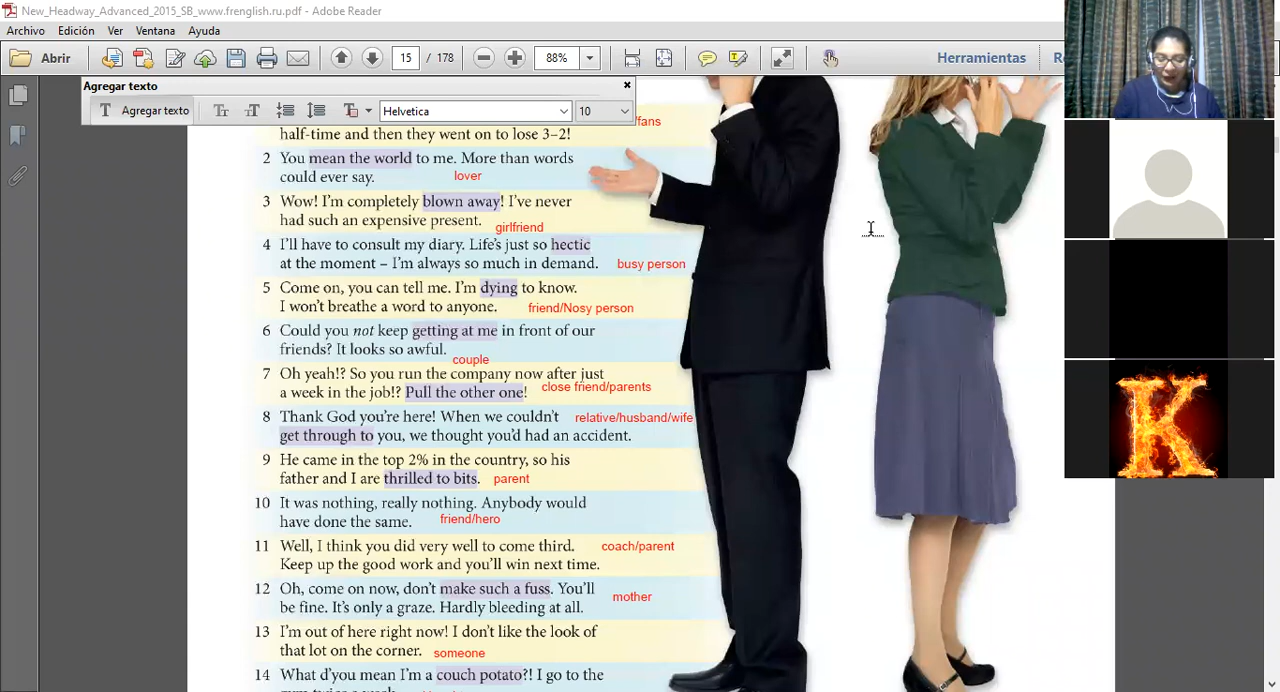 New_Headway_Advanced_2015_SB_www.frenglish.ru.pdf - Adobe Reader
Archivo Edición Ver Ventana Ayuda
Abrir 15 / 178 88% Herramientas
Agregar texto
Agregar texto Helvetica 10
/fans
half-time and then they went on to lose 3–2!
2 You mean the world to me. More than words
could ever say. lover
3 Wow! I'm completely blown away! I've never
had such an expensive present. girlfriend
4 I'll have to consult my diary. Life's just so hectic
at the moment – I'm always so much in demand. busy person
5 Come on, you can tell me. I'm dying to know.
I won't breathe a word to anyone. friend/Nosy person
6 Could you not keep getting at me in front of our
friends? It looks so awful. couple
7 Oh yeah!? So you run the company now after just
a week in the job!? Pull the other one! close friend/parents
8 Thank God you're here! When we couldn't relative/husband/wife
get through to you, we thought you'd had an accident.
9 He came in the top 2% in the country, so his
father and I are thrilled to bits. parent
10 It was nothing, really nothing. Anybody would
have done the same. friend/hero
11 Well, I think you did very well to come third. coach/parent
Keep up the good work and you'll win next time.
12 Oh, come on now, don't make such a fuss. You'll
be fine. It's only a graze. Hardly bleeding at all. mother
13 I'm out of here right now! I don't like the look of
that lot on the corner. someone
14 What d'you mean I'm a couch potato?! I go to the
K